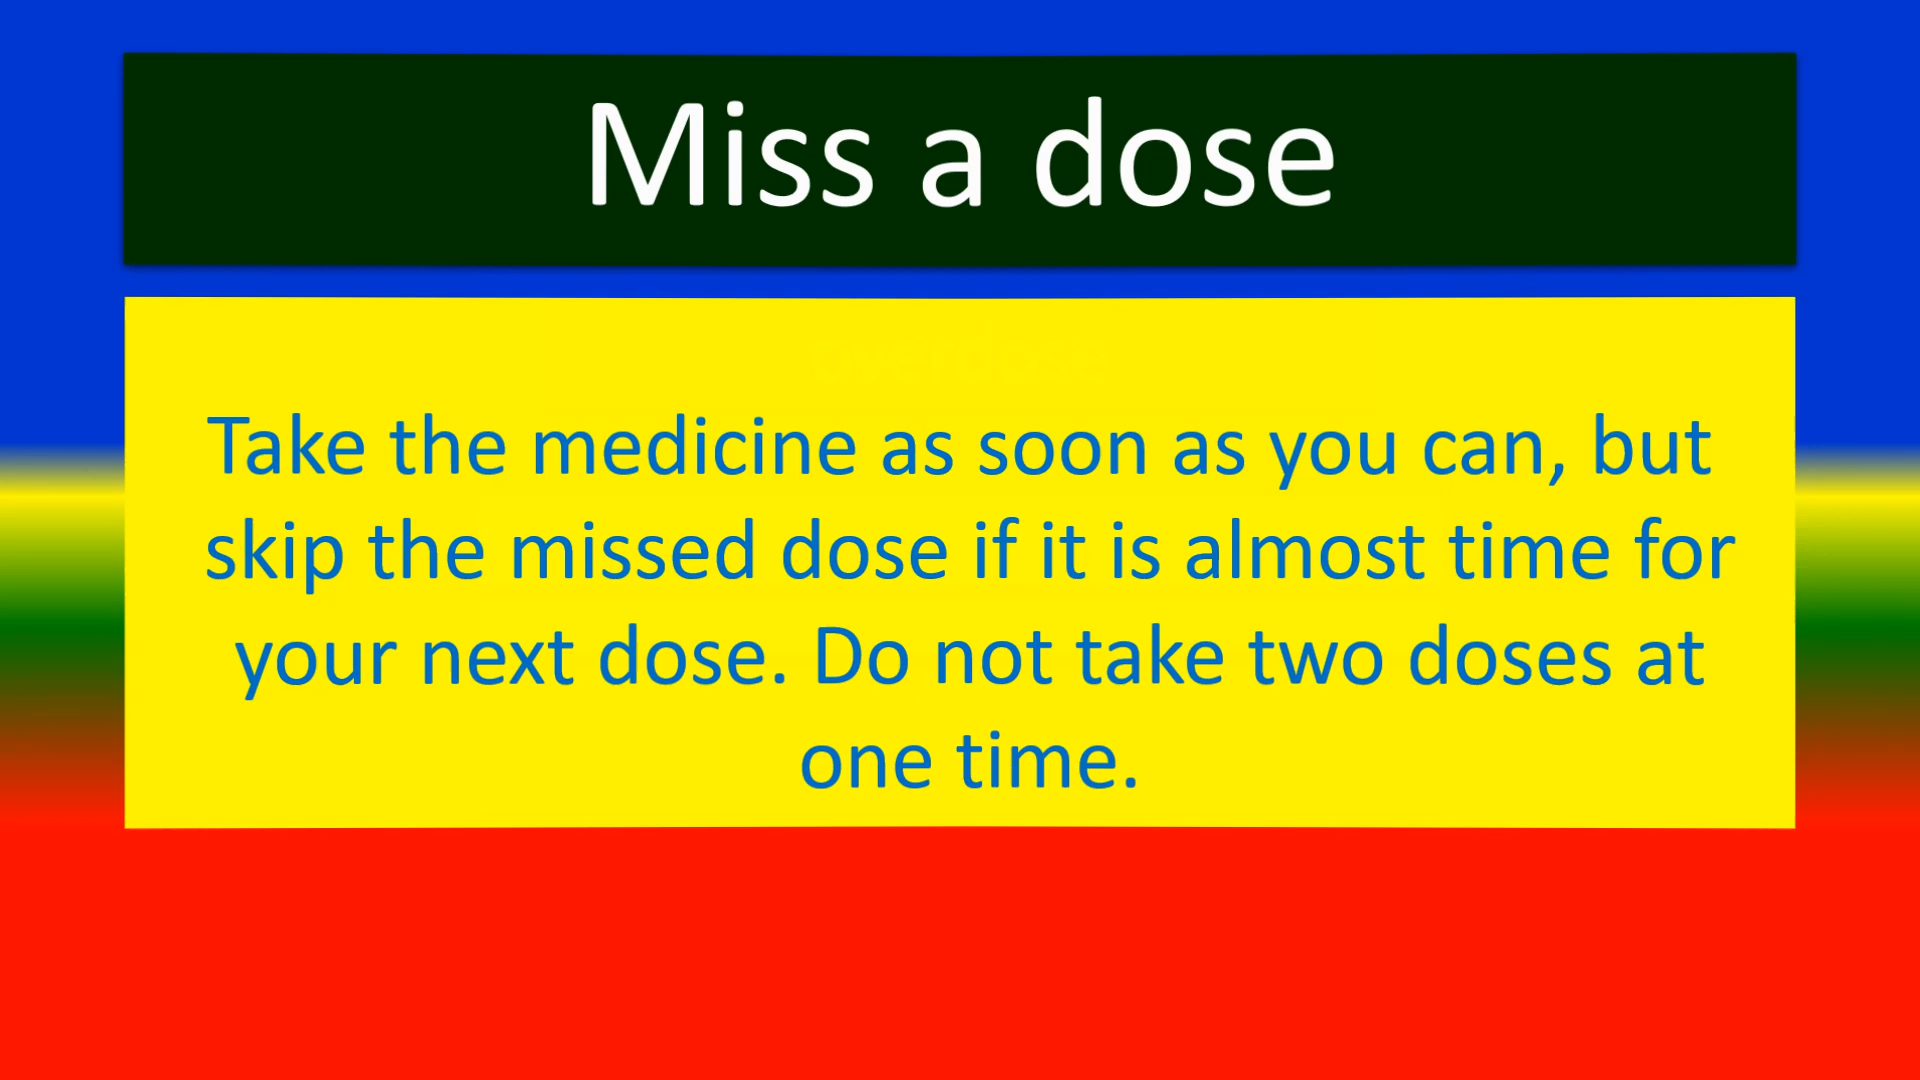 Miss a dose
Take the medicine as soon as you can, but
skip the missed dose if it is almost time for
your next dose. Do not take two doses at
one time.